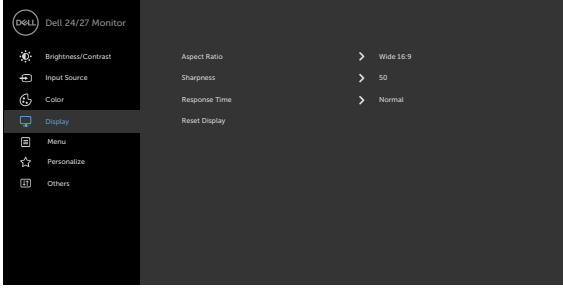 DELL Dell 24/27 Monitor
Brightness/Contrast
Input Source
Color
Display
Menu
Personalize
Others
Aspect Ratio Wide 16:9
Sharpness 50
Response Time Normal
Reset Display